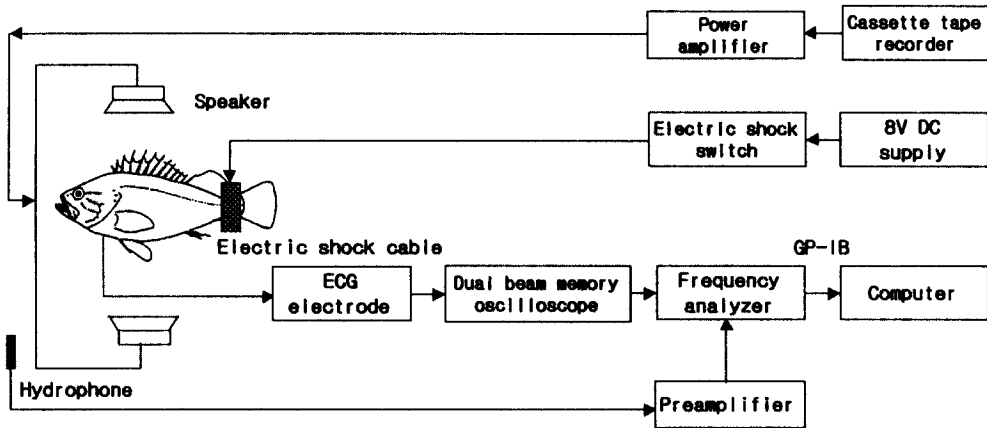 Power
amplifier
Cassette tape
recorder
Speaker
Electric shock
switch
8V DC
supply
Electric shock cable
GP-IB
ECG
electrode
Dual beam memory
oscilloscope
Frequency
analyzer
Computer
Hydrophone
Preamplifier